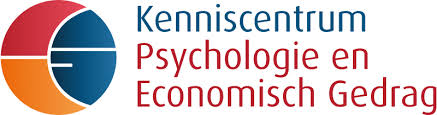 Kenniscentrum
Psychologie en
Economisch Gedrag